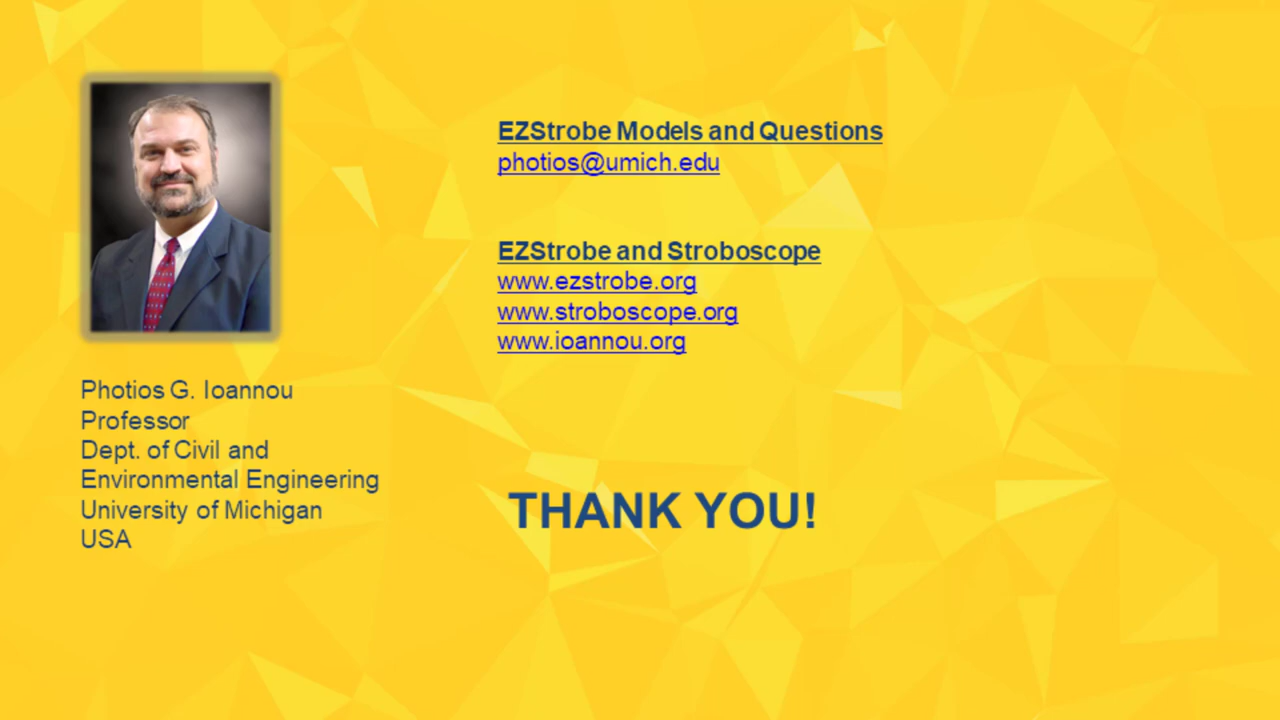 EZStrobe Models and Questions
photios@umich.edu
EZStrobe and Stroboscope
www.ezstrobe.org
www.stroboscope.org
www.ioannou.org
Photios G. Ioannou
Professor
Dept. of Civil and
Environmental Engineering
University of Michigan
USA
THANK YOU!